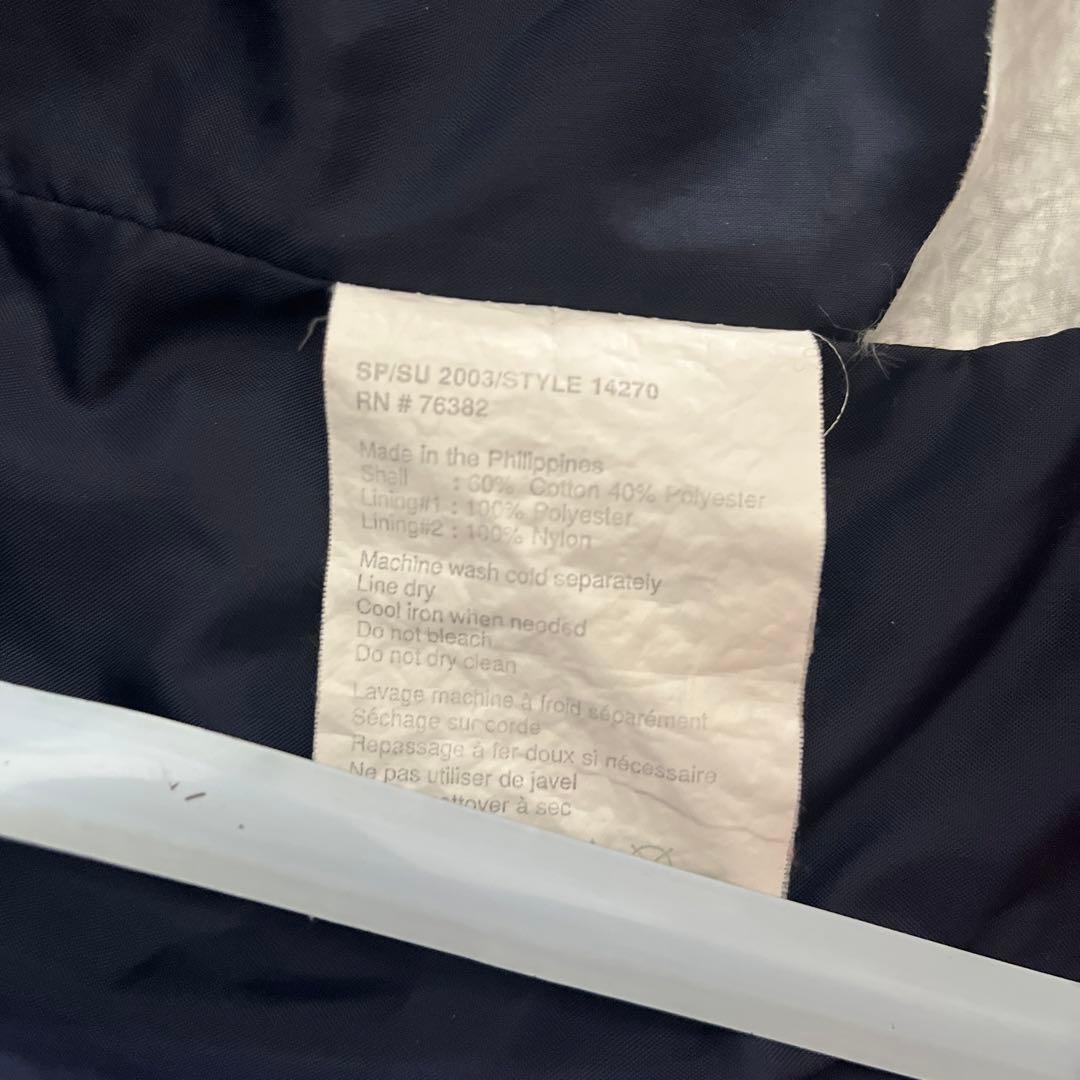 SP/SU 2003/STYLE 14270
RN # 76382
Made in the Philippines
Shell : 60% Cotton 40% Polyester
Lining#1 : 100% Polyester
Lining#2 : 100% Nylon
Machine wash cold separately
Line dry
Cool iron when needed
Do not bleach
Do not dry clean
Lavage machine à froid séparément
Séchage sur corde
Repassage à fer doux si nécessaire
Ne pas utiliser de javel
à sec